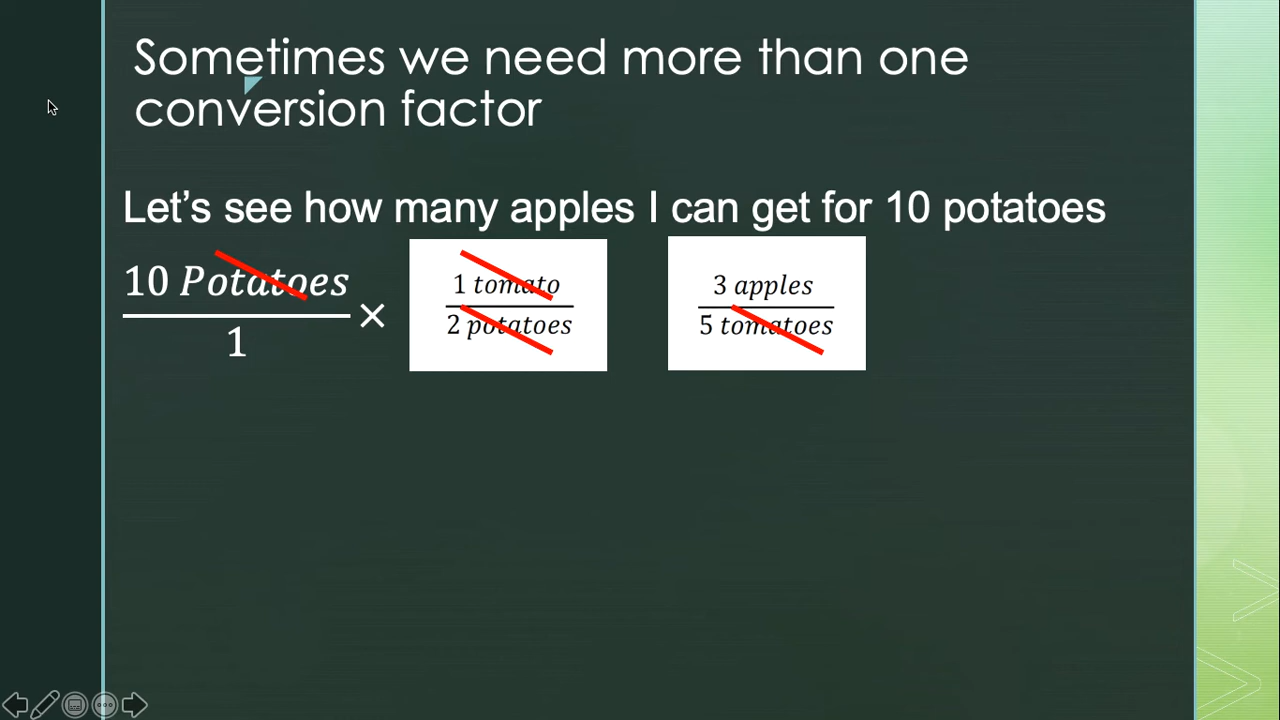 Sometimes we need more than one
conversion factor
Let's see how many apples I can get for 10 potatoes
10 Potatoes
1
×
1 tomato
2 potatoes
3 apples
5 tomatoes